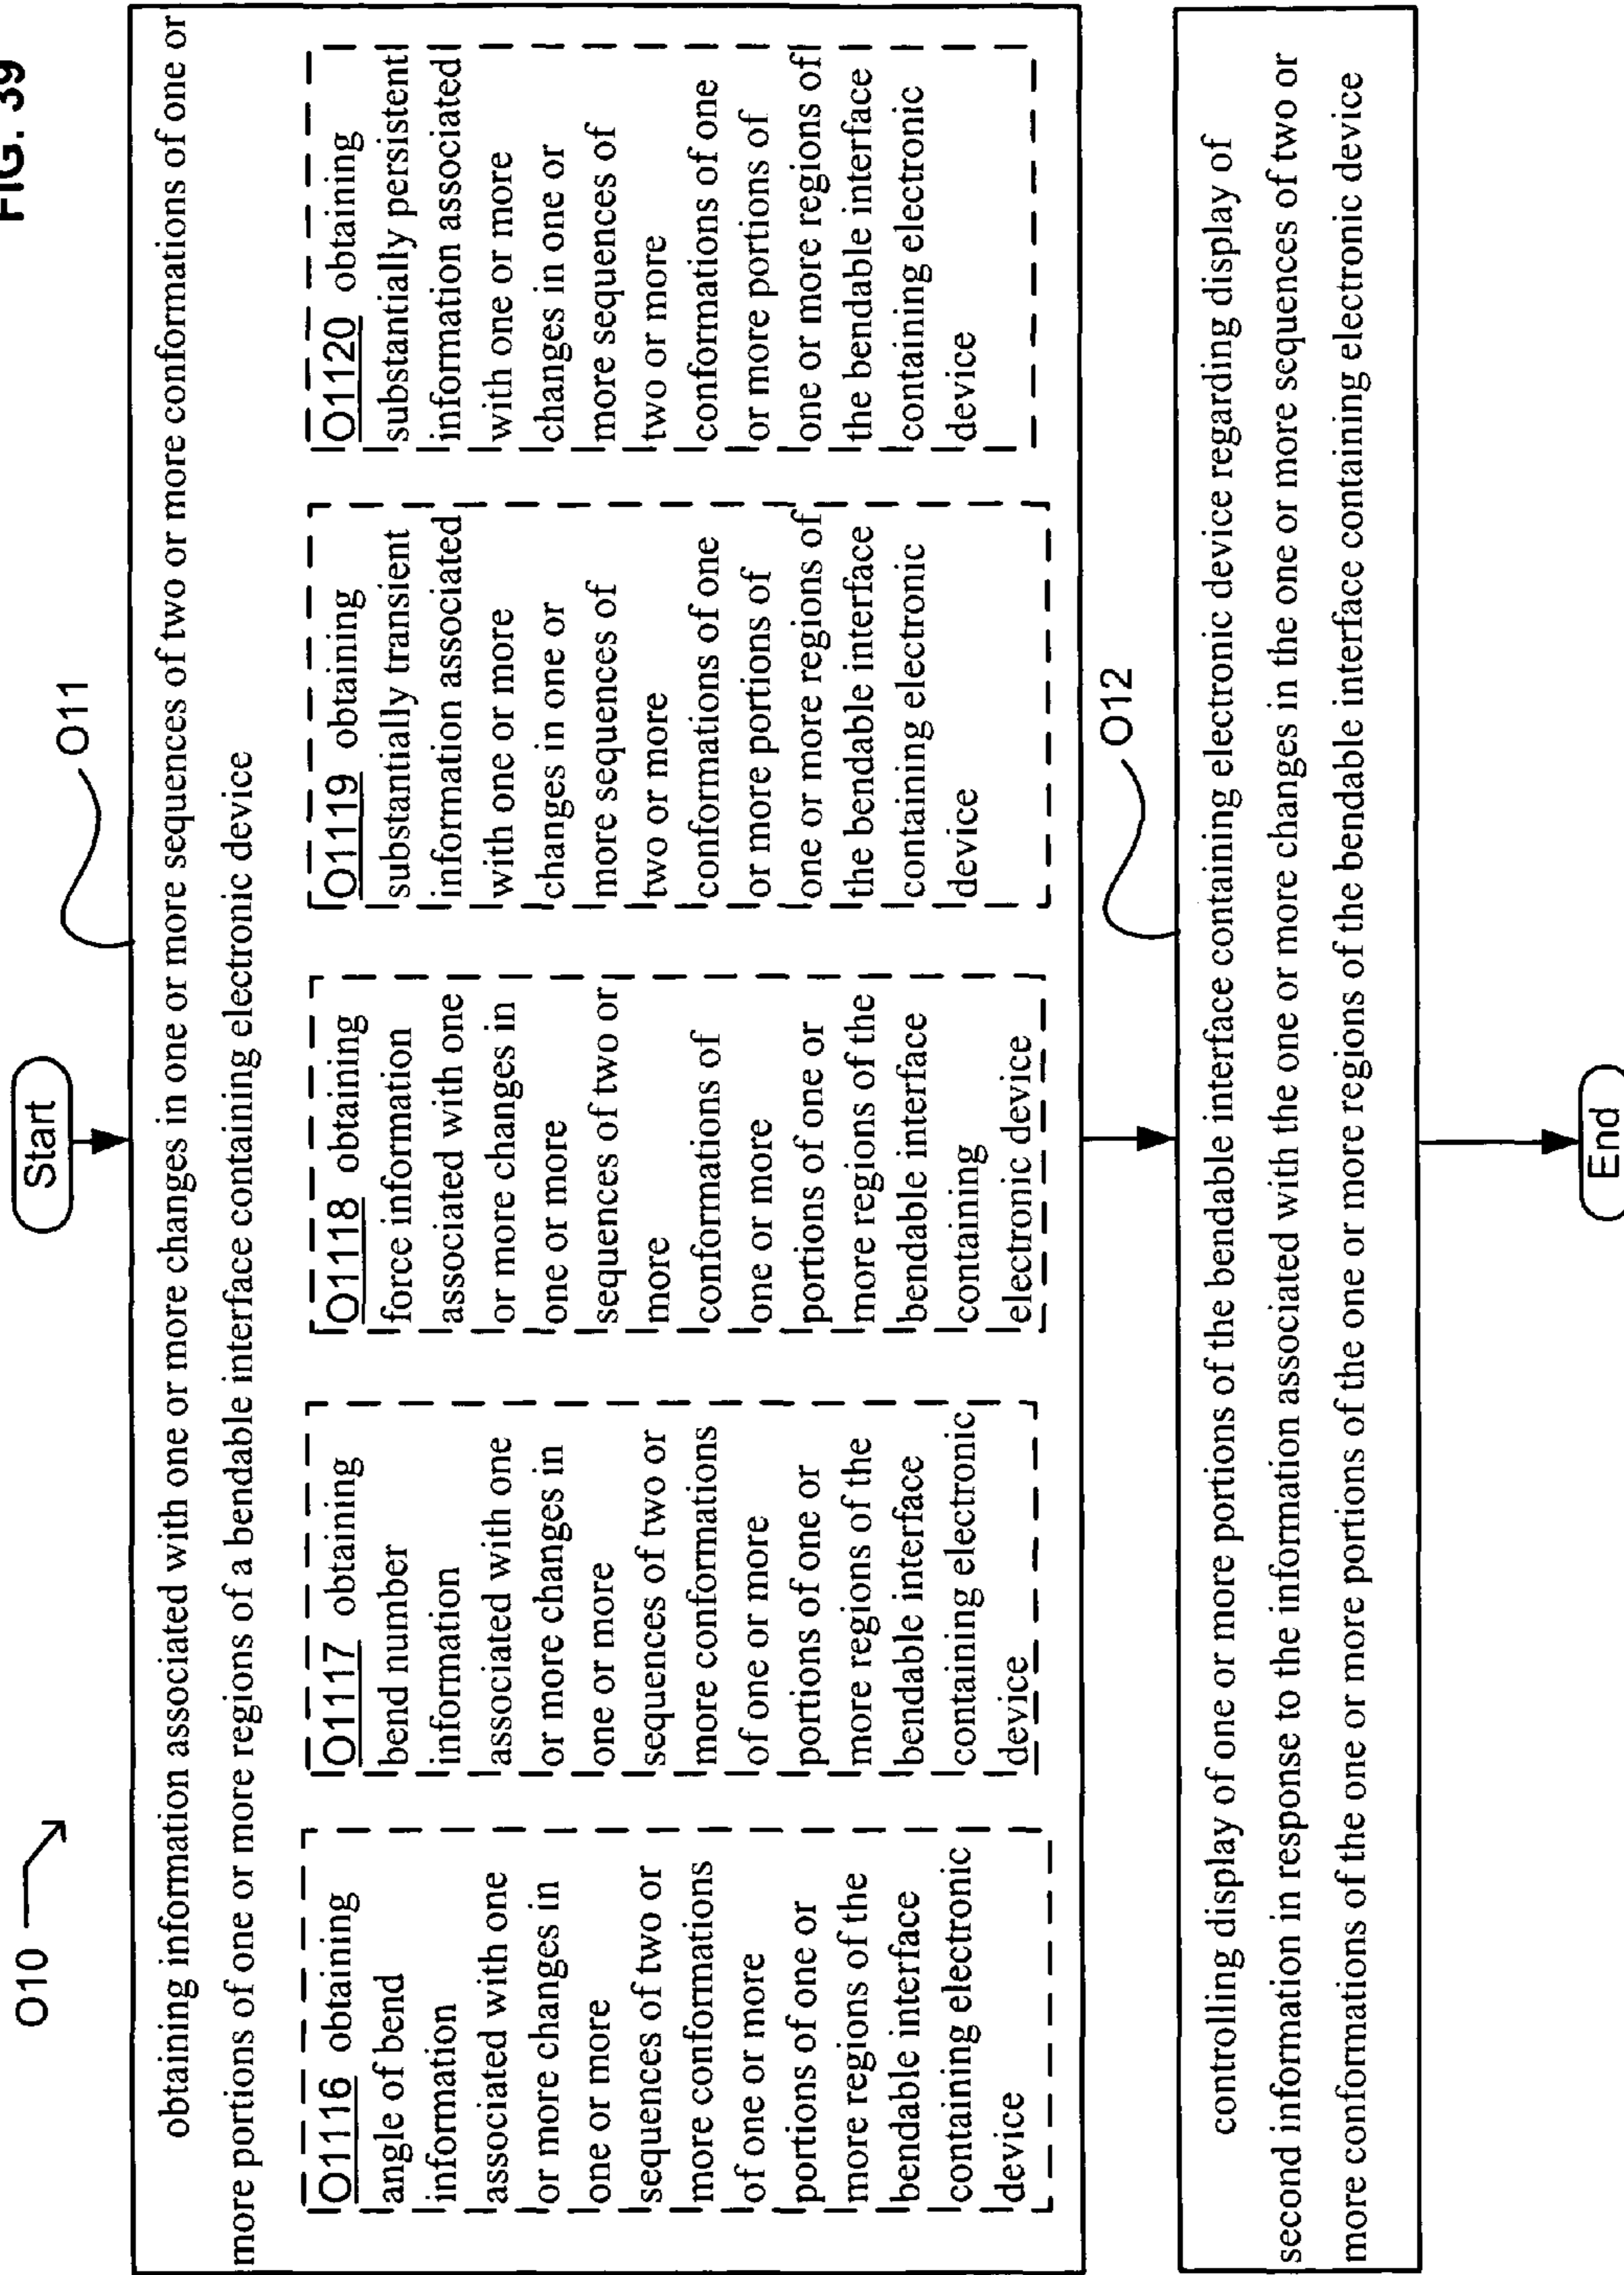 FIG. 39
O10
Start
O11
obtaining information associated with one or more changes in one or more sequences of two or more conformations of one or
more portions of one or more regions of a bendable interface containing electronic device
O1116 obtaining
angle of bend
information
associated with one
or more changes in
one or more
sequences of two or
more conformations
of one or more
portions of one or
more regions of the
bendable interface
containing electronic
device
O1117 obtaining
bend number
information
associated with one
or more changes in
one or more
sequences of two or
more conformations
of one or more
portions of one or
more regions of the
bendable interface
containing electronic
device
O1118 obtaining
force information
associated with one
or more changes in
one or more
sequences of two or
more
conformations of
one or more
portions of one or
more regions of the
bendable interface
containing
electronic device
O1119 obtaining
substantially transient
information associated
with one or more
changes in one or
more sequences of
two or more
conformations of one
or more portions of
one or more regions of
the bendable interface
containing electronic
device
O1120 obtaining
substantially persistent
information associated
with one or more
changes in one or
more sequences of
two or more
conformations of one
or more portions of
one or more regions of
the bendable interface
containing electronic
device
O12
controlling display of one or more portions of the bendable interface containing electronic device regarding display of
second information in response to the information associated with the one or more changes in the one or more sequences of two or
more conformations of the one or more portions of the one or more regions of the bendable interface containing electronic device
End